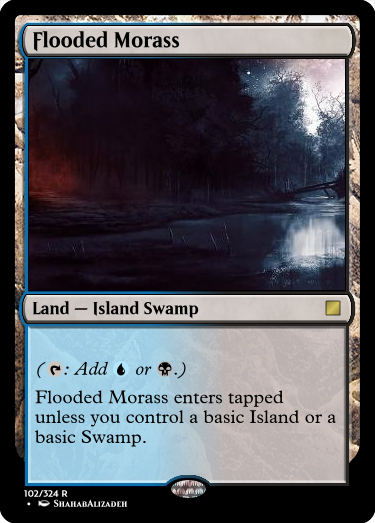 Flooded Morass
Land — Island Swamp
( : Add or .)
Flooded Morass enters tapped
unless you control a basic Island or a
basic Swamp.
102/324 R
• ShahabAlizadeh